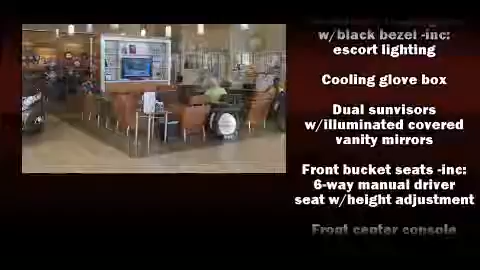 w/black bezel -inc:
escort lighting
Cooling glove box
Dual sunvisors
w/illuminated covered
vanity mirrors
Front bucket seats -inc:
6-way manual driver
seat w/height adjustment
Front center console